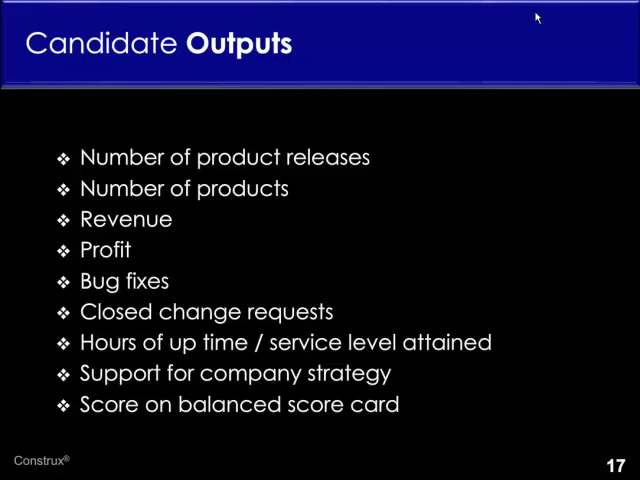 Candidate Outputs
❖ Number of product releases
❖ Number of products
❖ Revenue
❖ Profit
❖ Bug fixes
❖ Closed change requests
❖ Hours of up time / service level attained
❖ Support for company strategy
❖ Score on balanced score card
Construx®
17